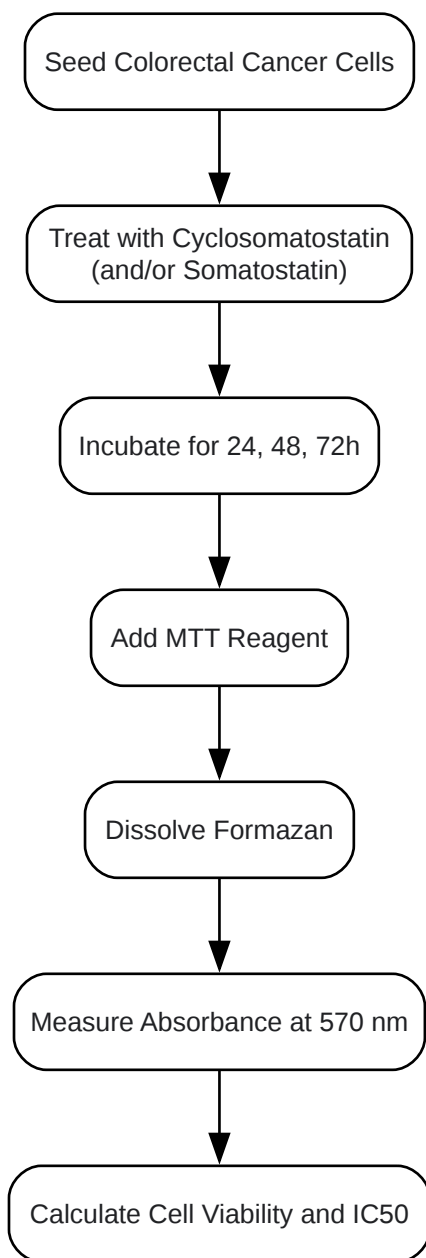 Seed Colorectal Cancer Cells
Treat with Cyclosomatostatin
(and/or Somatostatin)
Incubate for 24, 48, 72h
Add MTT Reagent
Dissolve Formazan
Measure Absorbance at 570 nm
Calculate Cell Viability and IC50